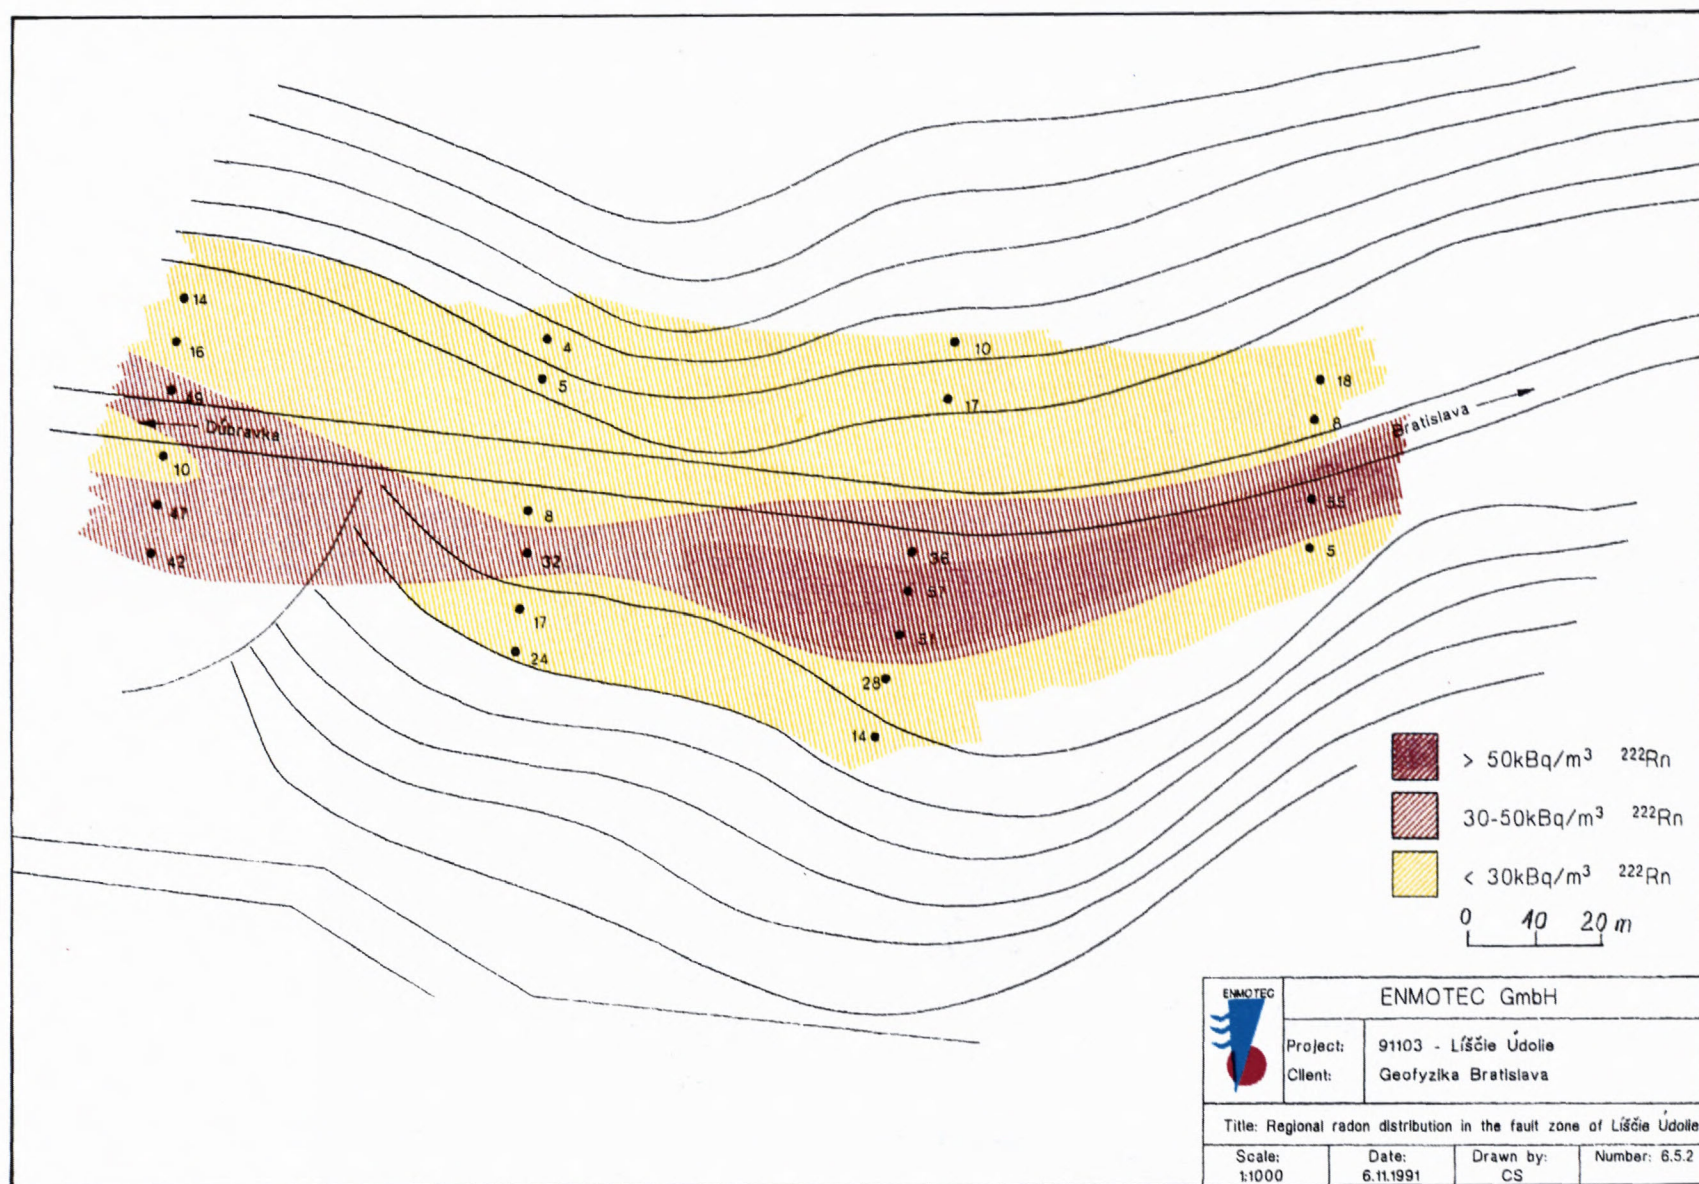 14
16
49
Dúbravka
10
47
42
4
5
8
32
17
24
10
17
36
57
51
28
14
18
8
Bratislava
55
5
> 50kBq/m³ ²²²Rn
30-50kBq/m³ ²²²Rn
< 30kBq/m³ ²²²Rn
0 10 20 m
ENMOTEC
ENMOTEC GmbH
Project: 91103 - Líščie Údolie
Client: Geofyzika Bratislava
Title: Regional radon distribution in the fault zone of Líščie Údolie
Scale: Date: Drawn by: Number: 6.5.2
1:1000 6.11.1991 CS